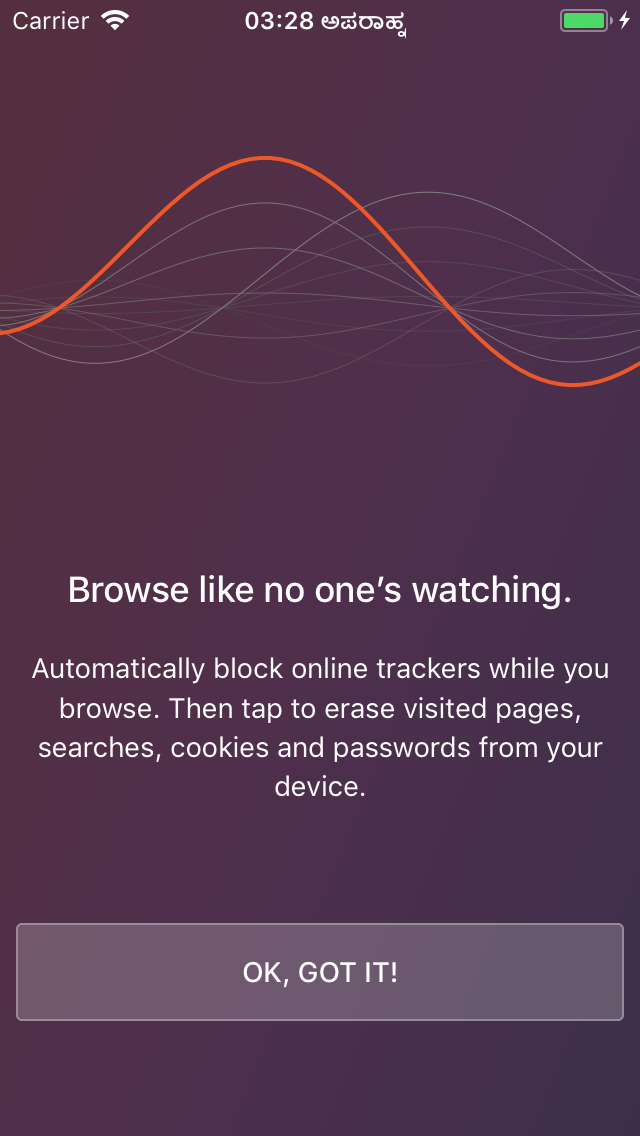 Carrier 03:28 ಅಪರಾಹ್ನ
Browse like no one’s watching.
Automatically block online trackers while you
browse. Then tap to erase visited pages,
searches, cookies and passwords from your
device.
OK, GOT IT!